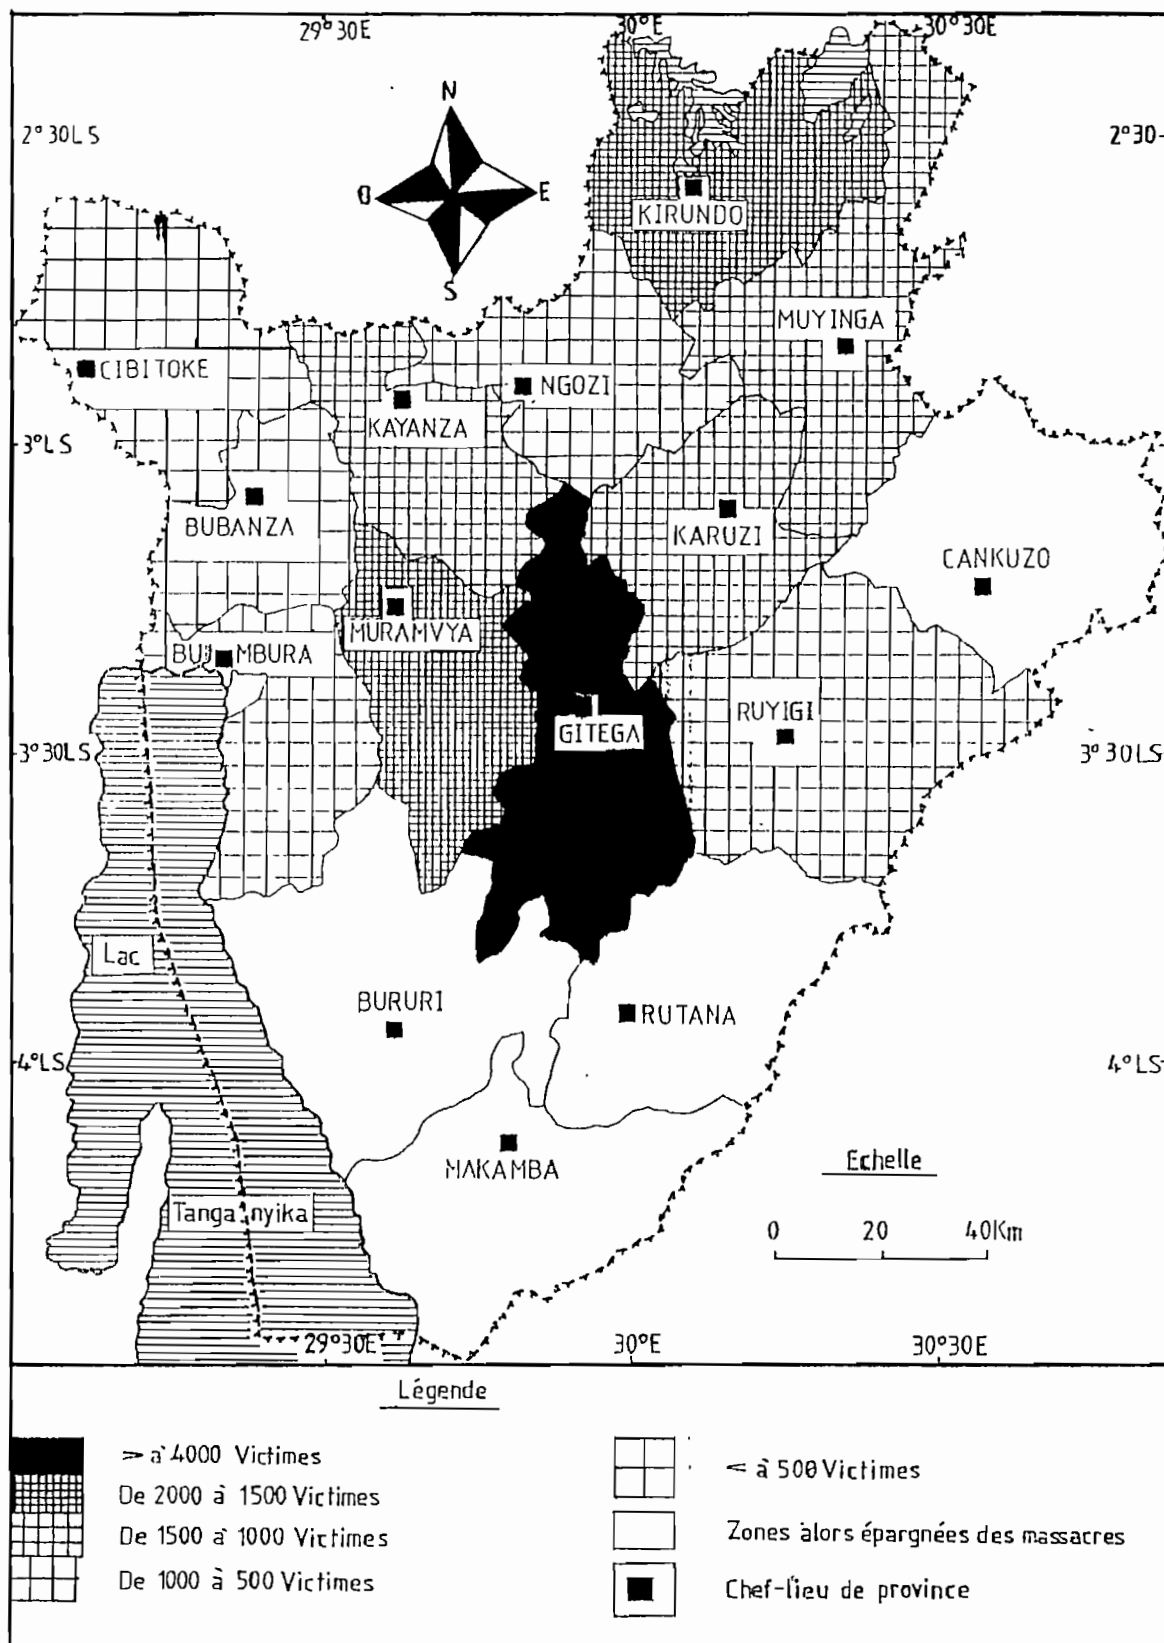 29°30E 30°E 30°30E
N
2°30LS 2°30
O E
KIRUNDO
S
MUYINGA
CIBITOKE
NGOZI
KAYANZA
3°LS
BUBANZA
KARUZI
CANKUZO
MURAMVYA
BUJ MBURA
RUYIGI
GITEGA
3°30LS 3°30LS
Lac
BURURI
RUTANA
4°LS 4°LS
MAKAMBA
Echelle
Tanganyika
0 20 40Km
29°30E 30°E 30°30E
Légende
> à 4000 Victimes
De 2000 à 1500 Victimes
De 1500 à 1000 Victimes
De 1000 à 500 Victimes
< à 500 Victimes
Zones alors épargnées des massacres
Chef-lieu de province